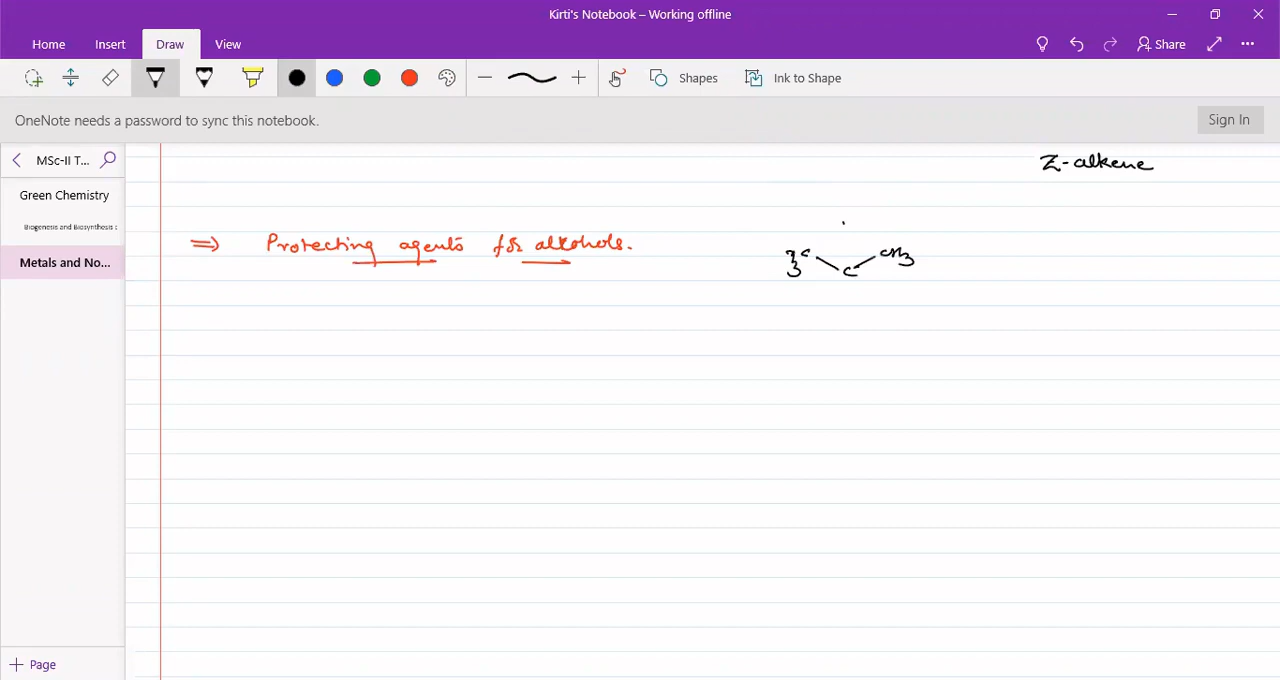 Kirti's Notebook – Working offline
Home Insert Draw View Share
Shapes Ink to Shape
OneNote needs a password to sync this notebook. Sign In
MSc-II T...
Green Chemistry
Biogenesis and Biosynthesis :
Metals and No...
Z-alkene
⇒ Protecting agents for alcohols.
C CH3
C
+ Page